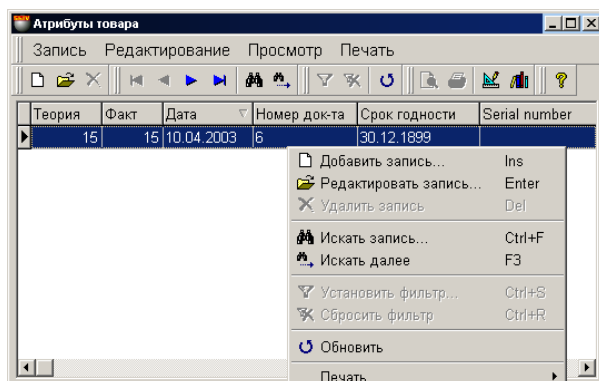 Атрибуты товара
Запись Редактирование Просмотр Печать
Теория Факт Дата Номер док-та Срок годности Serial number
15 15 10.04.2003 6 30.12.1899
Добавить запись... Ins
Редактировать запись... Enter
Удалить запись Del
Искать запись... Ctrl+F
Искать далее F3
Установить фильтр... Ctrl+S
Сбросить фильтр Ctrl+R
Обновить
Печать